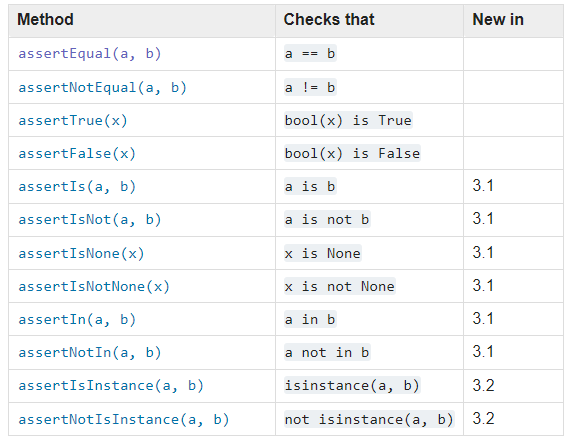 Method Checks that New in
assertEqual(a, b) a == b
assertNotEqual(a, b) a != b
assertTrue(x) bool(x) is True
assertFalse(x) bool(x) is False
assertIs(a, b) a is b 3.1
assertIsNot(a, b) a is not b 3.1
assertIsNone(x) x is None 3.1
assertIsNotNone(x) x is not None 3.1
assertIn(a, b) a in b 3.1
assertNotIn(a, b) a not in b 3.1
assertIsInstance(a, b) isinstance(a, b) 3.2
assertNotIsInstance(a, b) not isinstance(a, b) 3.2